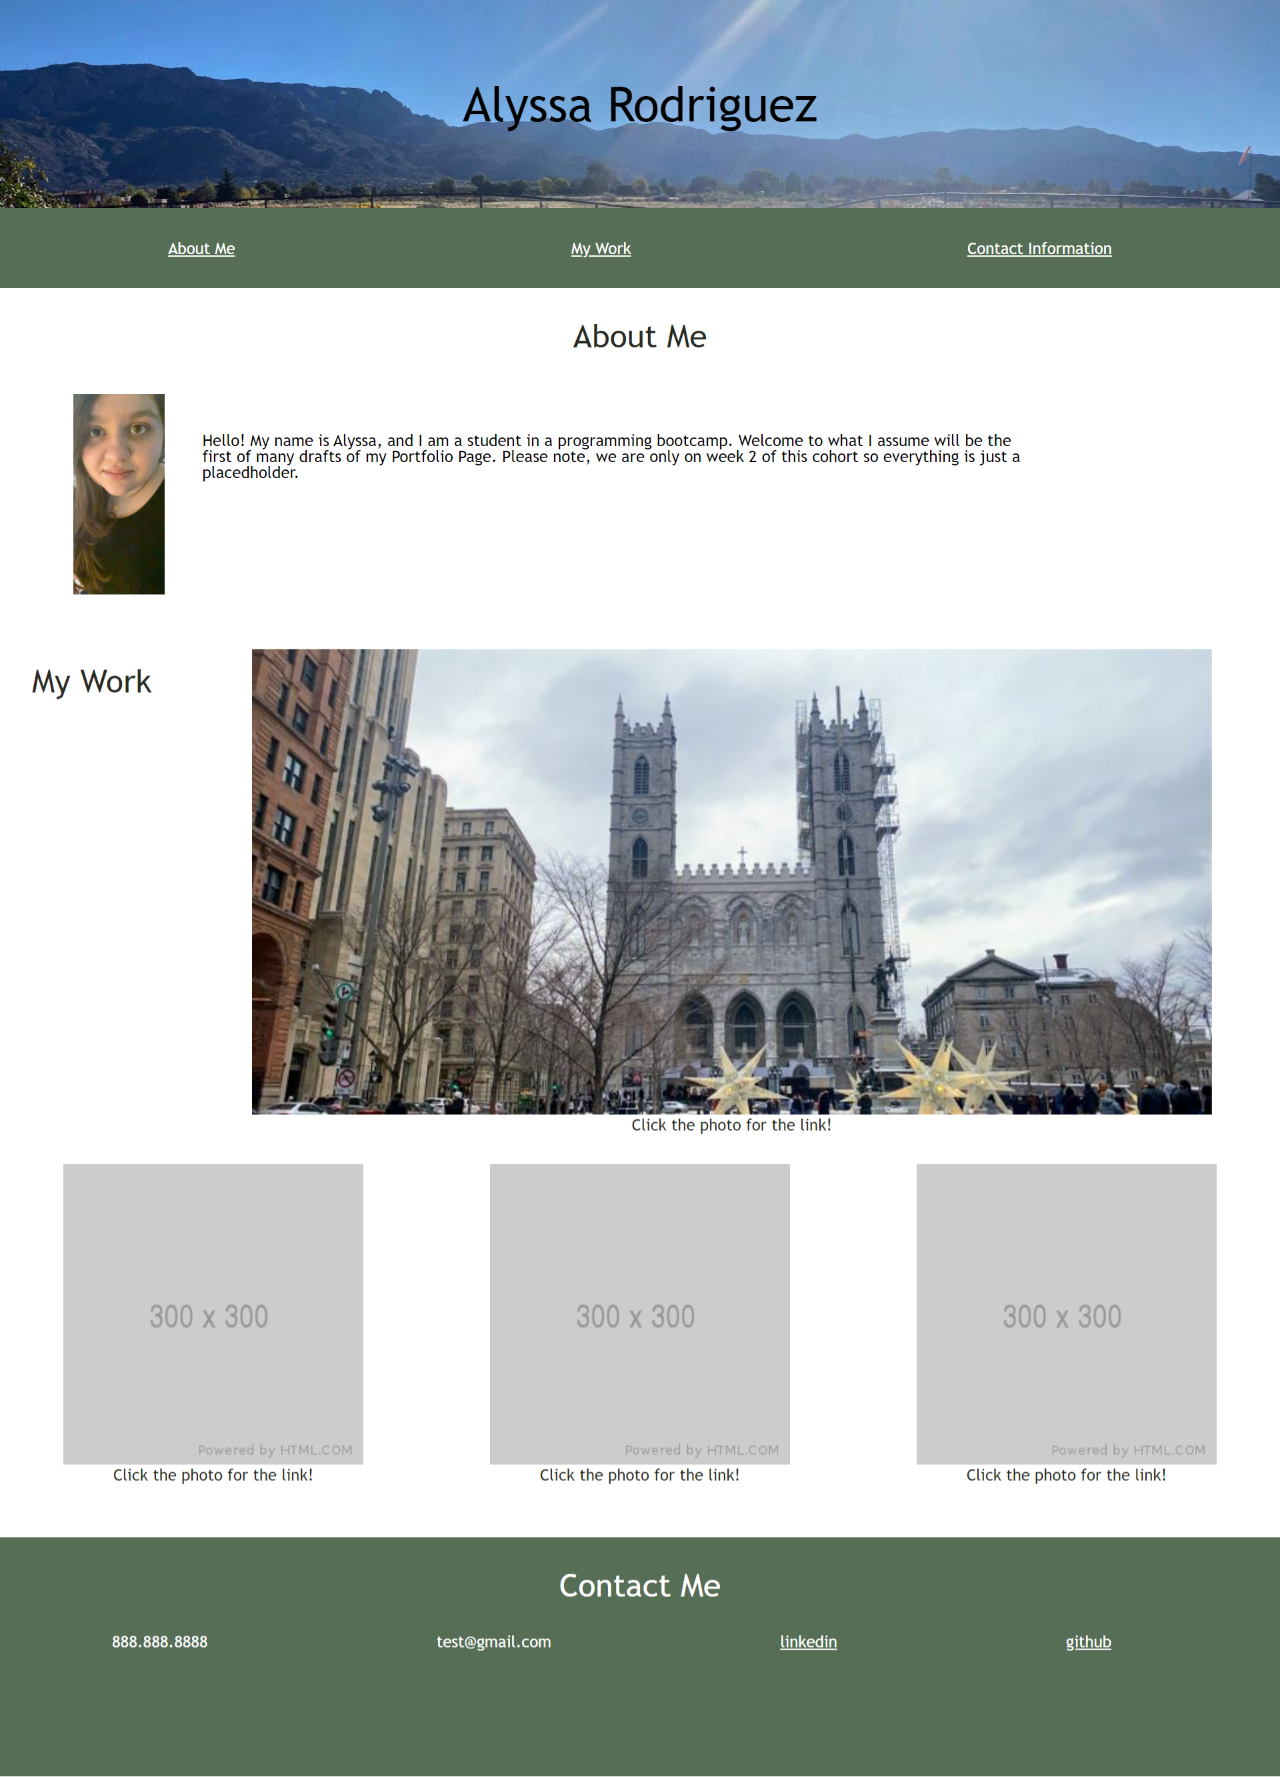 Alyssa Rodriguez
About Me
My Work
Contact Information
About Me
Hello! My name is Alyssa, and I am a student in a programming bootcamp. Welcome to what I assume will be the
first of many drafts of my Portfolio Page. Please note, we are only on week 2 of this cohort so everything is just a
placedholder.
My Work
Click the photo for the link!
300 x 300
Powered by HTML.COM
Click the photo for the link!
300 x 300
Powered by HTML.COM
Click the photo for the link!
300 x 300
Powered by HTML.COM
Click the photo for the link!
Contact Me
888.888.8888
test@gmail.com
linkedin
github